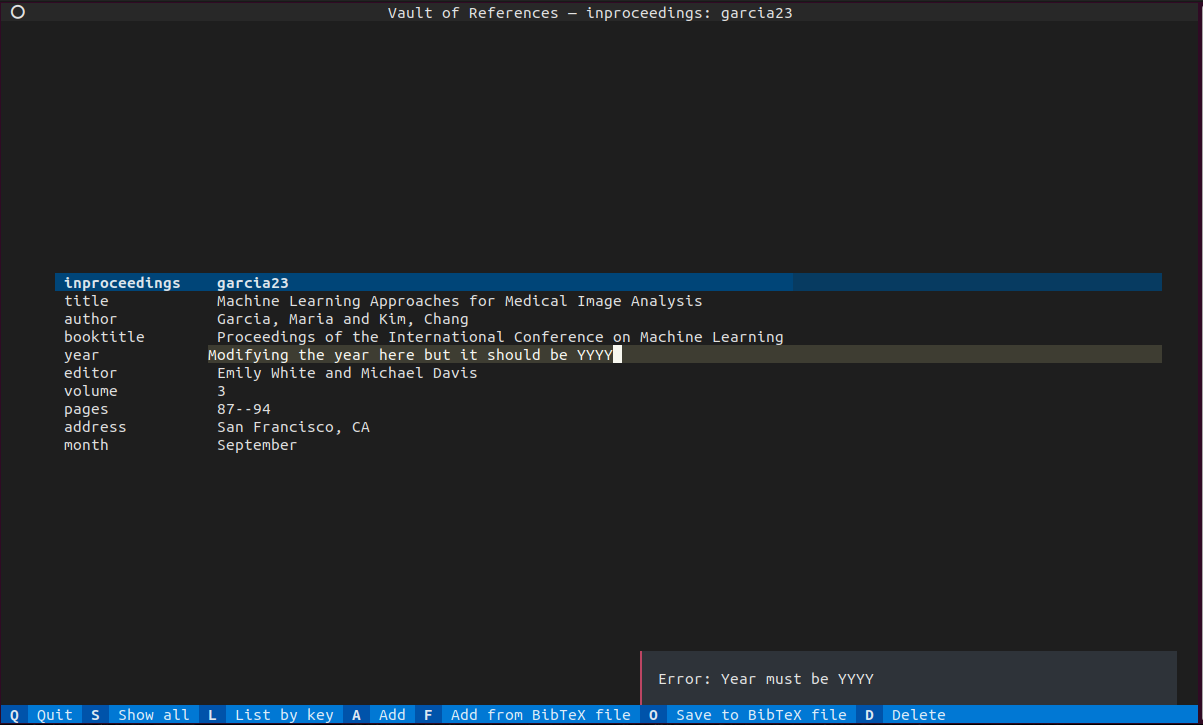 Vault of References — inproceedings: garcia23
inproceedings garcia23
title Machine Learning Approaches for Medical Image Analysis
author Garcia, Maria and Kim, Chang
booktitle Proceedings of the International Conference on Machine Learning
year Modifying the year here but it should be YYYY
editor Emily White and Michael Davis
volume 3
pages 87--94
address San Francisco, CA
month September
Error: Year must be YYYY
Q Quit S Show all L List by key A Add F Add from BibTeX file O Save to BibTeX file D Delete